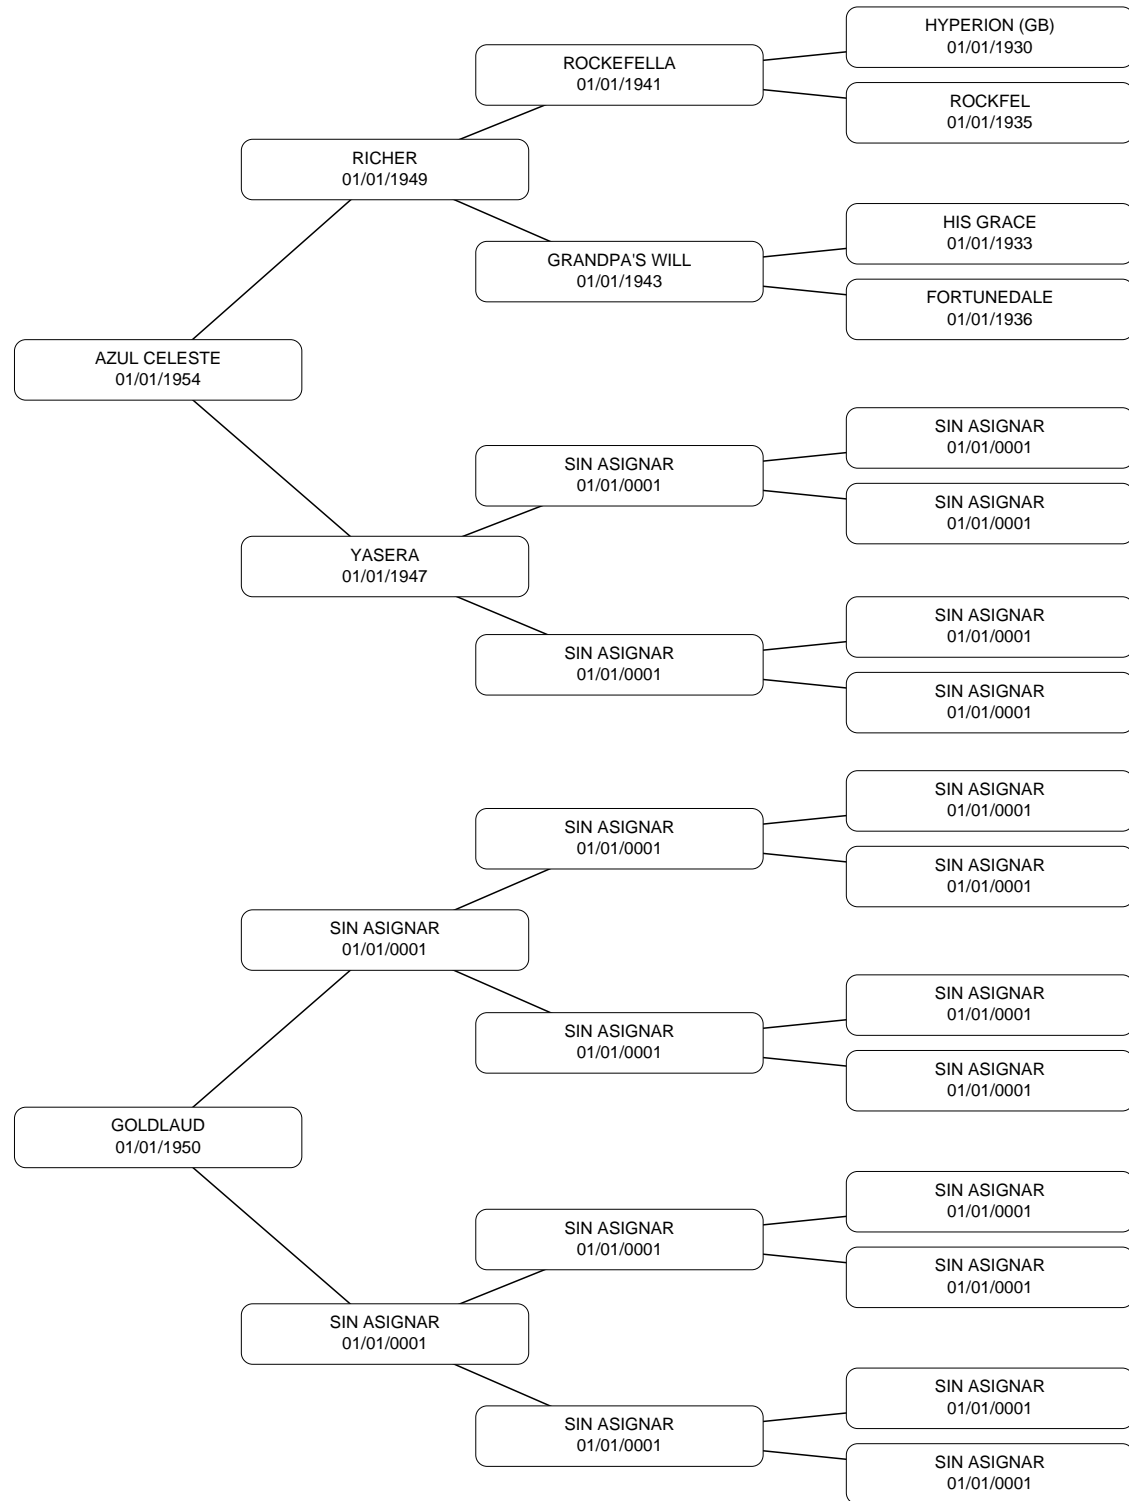 HYPERION (GB)
01/01/1930
ROCKEFELLA
01/01/1941
ROCKFEL
01/01/1935
RICHER
01/01/1949
HIS GRACE
01/01/1933
GRANDPA'S WILL
01/01/1943
FORTUNEDALE
01/01/1936
AZUL CELESTE
01/01/1954
SIN ASIGNAR
01/01/0001
SIN ASIGNAR
01/01/0001
SIN ASIGNAR
01/01/0001
YASERA
01/01/1947
SIN ASIGNAR
01/01/0001
SIN ASIGNAR
01/01/0001
SIN ASIGNAR
01/01/0001
SIN ASIGNAR
01/01/0001
SIN ASIGNAR
01/01/0001
SIN ASIGNAR
01/01/0001
SIN ASIGNAR
01/01/0001
SIN ASIGNAR
01/01/0001
SIN ASIGNAR
01/01/0001
SIN ASIGNAR
01/01/0001
GOLDLAUD
01/01/1950
SIN ASIGNAR
01/01/0001
SIN ASIGNAR
01/01/0001
SIN ASIGNAR
01/01/0001
SIN ASIGNAR
01/01/0001
SIN ASIGNAR
01/01/0001
SIN ASIGNAR
01/01/0001
SIN ASIGNAR
01/01/0001